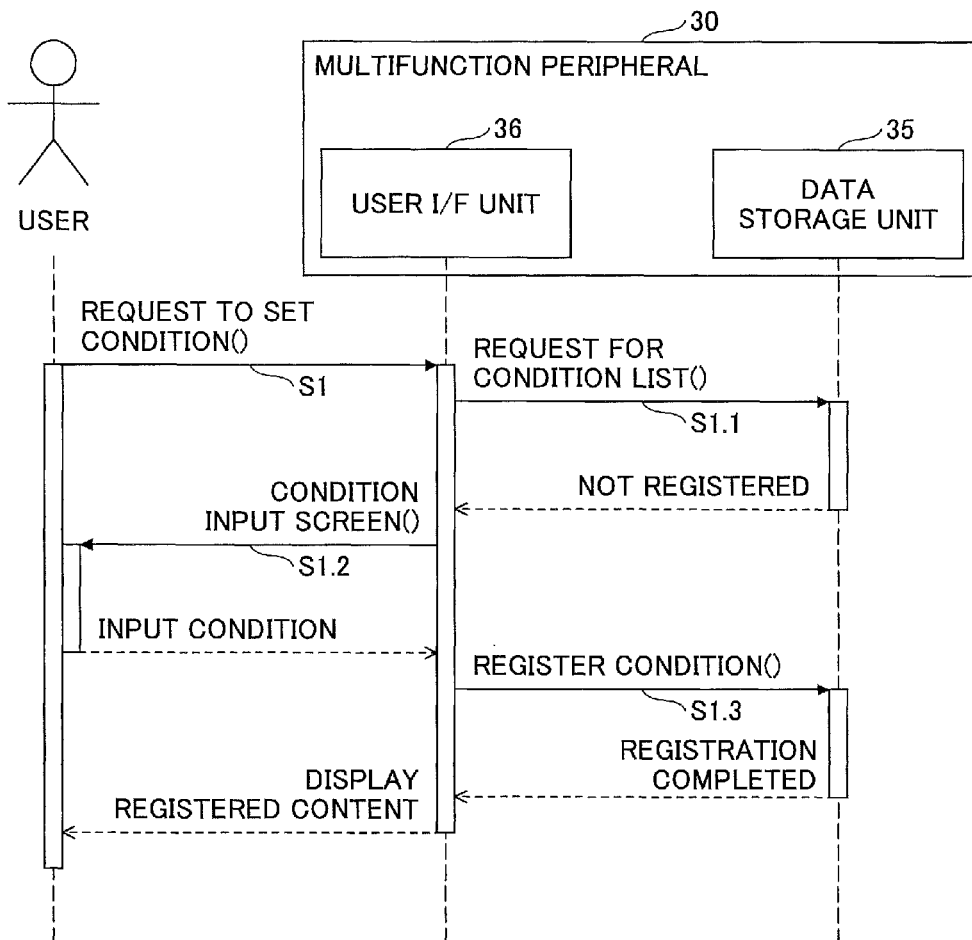 30
MULTIFUNCTION PERIPHERAL
36
35
USER I/F UNIT
DATA
STORAGE UNIT
USER
REQUEST TO SET
CONDITION()
S1
REQUEST FOR
CONDITION LIST()
S1.1
NOT REGISTERED
CONDITION
INPUT SCREEN()
S1.2
INPUT CONDITION
REGISTER CONDITION()
S1.3
REGISTRATION
COMPLETED
DISPLAY
REGISTERED CONTENT